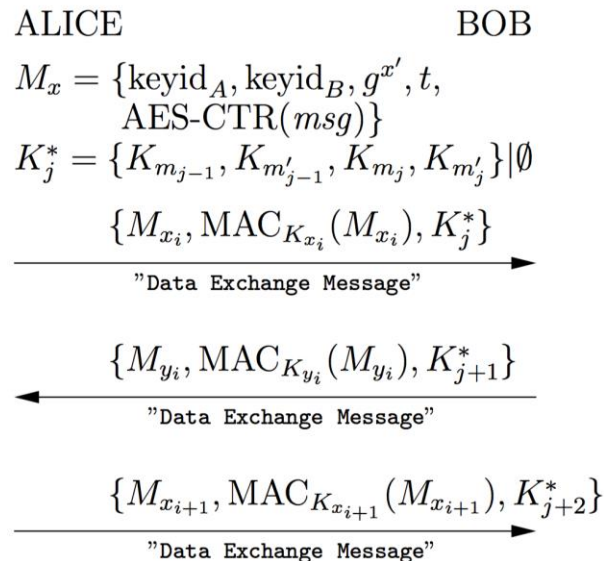 ALICE BOB
M_x = {keyid_A, keyid_B, g^{x'}, t,
AES-CTR(msg)}
K_j^* = {K_{m_{j-1}}, K_{m'_{j-1}}, K_{m_j}, K_{m'_j}}|∅
{M_{x_i}, MAC_{K_{x_i}}(M_{x_i}), K_j^*}
"Data Exchange Message"
{M_{y_i}, MAC_{K_{y_i}}(M_{y_i}), K_{j+1}^*}
"Data Exchange Message"
{M_{x_{i+1}}, MAC_{K_{x_{i+1}}}(M_{x_{i+1}}), K_{j+2}^*}
"Data Exchange Message"